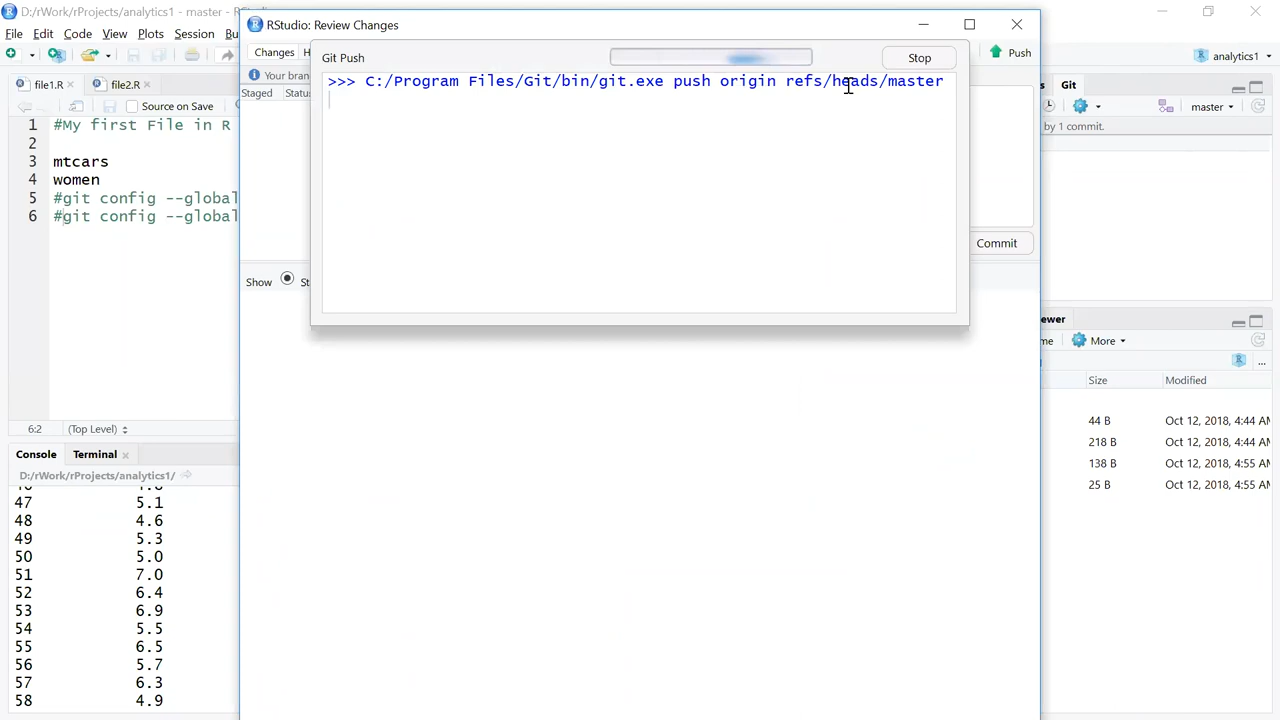 D:/rWork/rProjects/analytics1 - master - RStudio
RStudio: Review Changes
File Edit Code View Plots Session
analytics1
Changes
Push
Git Push
Stop
Your bran
>>> C:/Program Files/Git/bin/git.exe push origin refs/heads/master
Staged Statu
file1.R file2.R
Git
Source on Save
master
by 1 commit.
1 #My first File in R
2
3 mtcars
4 women
5 #git config --global
6 #git config --global
Commit
Show St
6:2 (Top Level)
ewer
me More
Size Modified
44 B Oct 12, 2018, 4:44 AM
218 B Oct 12, 2018, 4:44 AM
138 B Oct 12, 2018, 4:55 AM
25 B Oct 12, 2018, 4:55 AM
Console Terminal
D:/rWork/rProjects/analytics1/
47 5.1
48 4.6
49 5.3
50 5.0
51 7.0
52 6.4
53 6.9
54 5.5
55 6.5
56 5.7
57 6.3
58 4.9